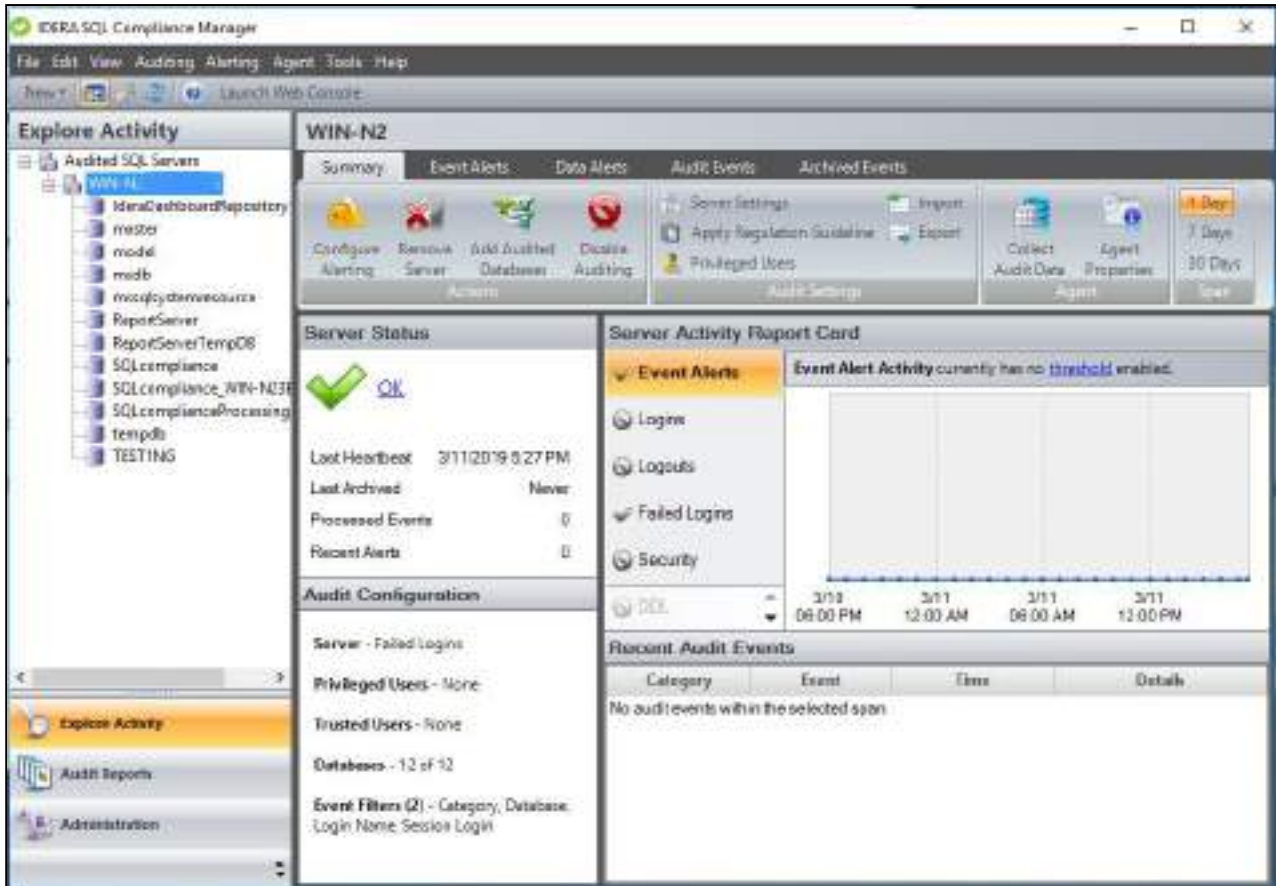 IDERA SQL Compliance Manager
File Edit View Auditing Alerting Agent Tools Help
New Launch Web Console
Explore Activity
Audited SQL Servers
WIN-N2
IderaDashboardRepository
master
model
msdb
mssqlsystemresource
ReportServer
ReportServerTempDB
SQLcompliance
SQLcompliance_WIN-N23F
SQLcomplianceProcessing
tempdb
TESTING
Explore Activity
Audit Reports
Administration
WIN-N2
Summary Event Alerts Data Alerts Audit Events Archived Events
Configure Alerting
Remove Server
Add Audited Databases
Disable Auditing
Actions
Server Settings
Apply Regulation Guideline
Privileged Users
Import
Export
Audit Settings
Collect Audit Data
Agent Properties
Agent
1 Day
7 Days
30 Days
Span
Server Status
OK
Last Heartbeat 3/11/2019 5:27 PM
Last Archived Never
Processed Events 0
Recent Alerts 0
Audit Configuration
Server - Failed Logins
Privileged Users - None
Trusted Users - None
Databases - 12 of 12
Event Filters (2) - Category, Database,
Login Name Session Login
Server Activity Report Card
Event Alerts
Logins
Logouts
Failed Logins
Security
DDL
Event Alert Activity currently has no threshold enabled.
3/10 06:00 PM
3/11 12:00 AM
3/11 06:00 AM
3/11 12:00 PM
Recent Audit Events
Category Event Time Details
No audit events within the selected span